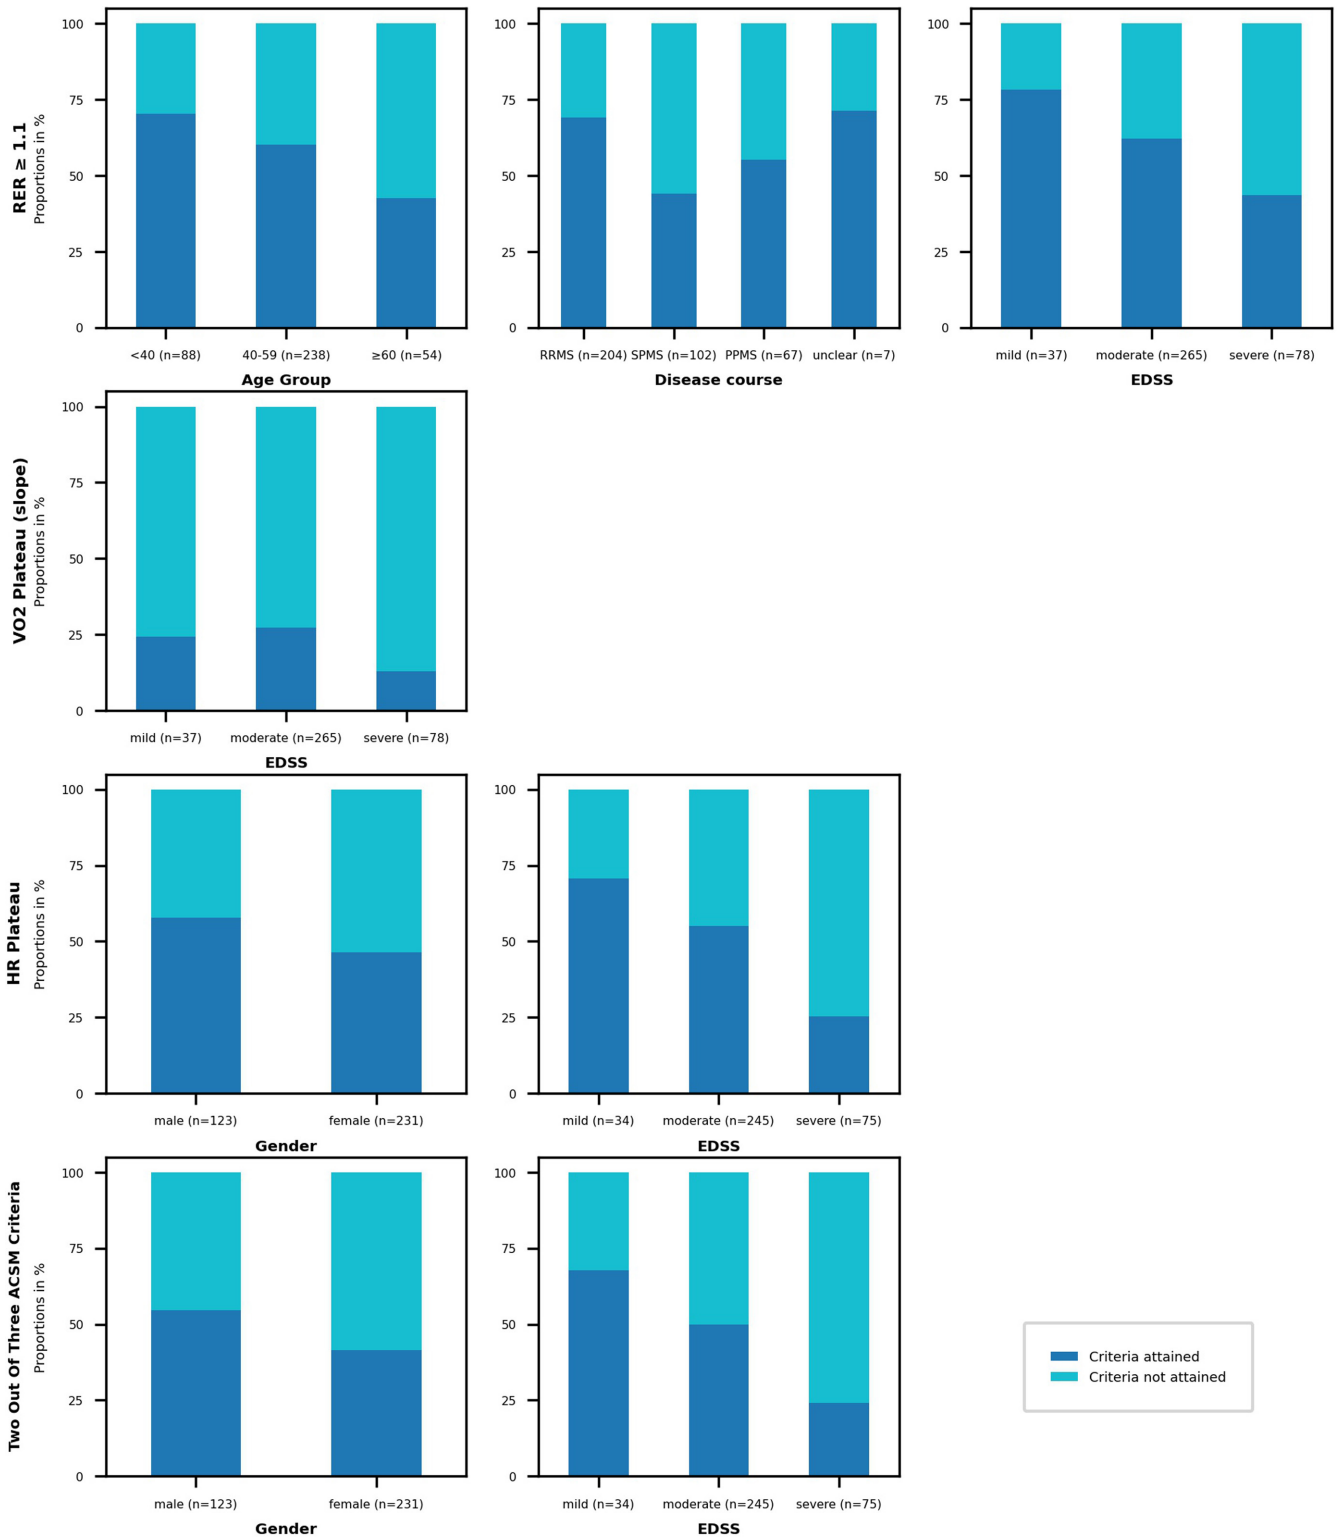 RER ≥ 1.1
Proportions in %
100
75
50
25
0
<40 (n=88) 40-59 (n=238) ≥60 (n=54)
Age Group
100
75
50
25
0
RRMS (n=204) SPMS (n=102) PPMS (n=67) unclear (n=7)
Disease course
100
75
50
25
0
mild (n=37) moderate (n=265) severe (n=78)
EDSS
VO2 Plateau (slope)
Proportions in %
100
75
50
25
0
mild (n=37) moderate (n=265) severe (n=78)
EDSS
HR Plateau
Proportions in %
100
75
50
25
0
male (n=123) female (n=231)
Gender
100
75
50
25
0
mild (n=34) moderate (n=245) severe (n=75)
EDSS
Two Out Of Three ACSM Criteria
Proportions in %
100
75
50
25
0
male (n=123) female (n=231)
Gender
100
75
50
25
0
mild (n=34) moderate (n=245) severe (n=75)
EDSS
Criteria attained
Criteria not attained